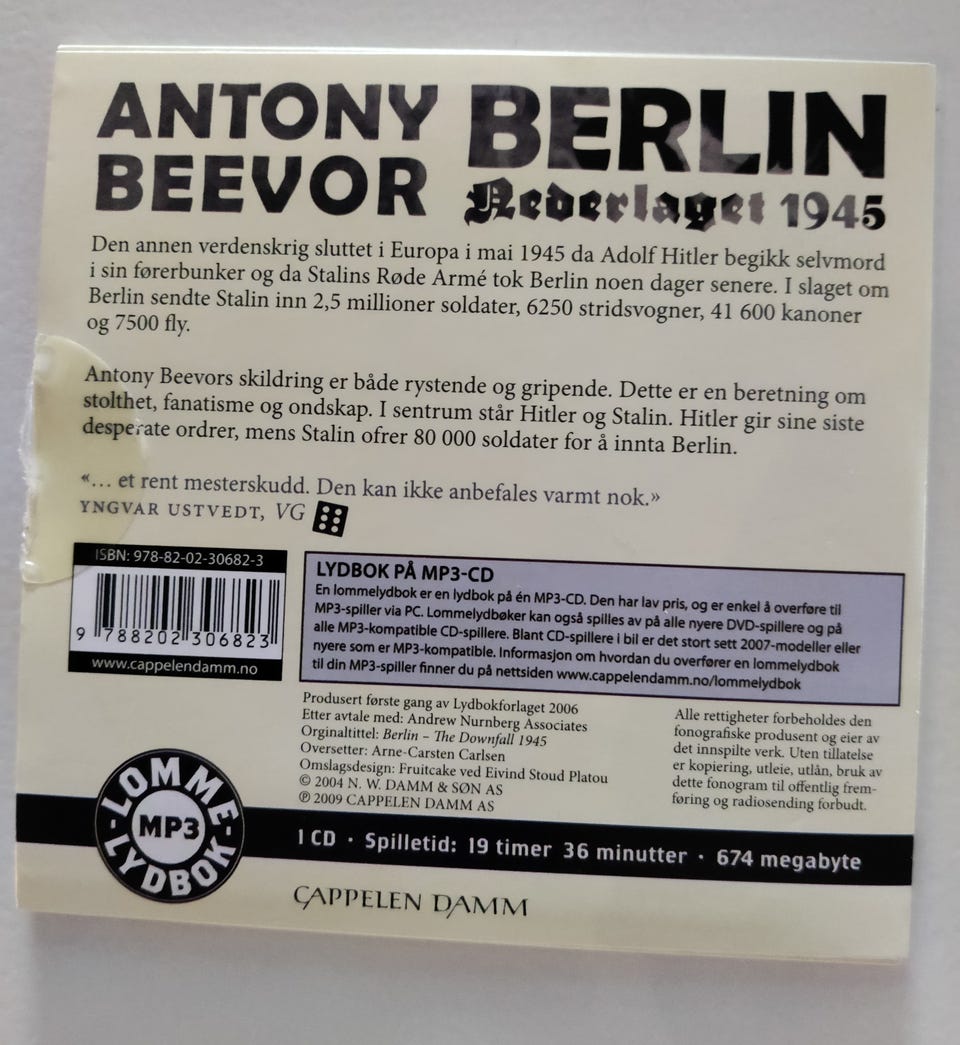 ANTONY
BEEVOR
BERLIN
Nederlaget 1945
Den annen verdenskrig sluttet i Europa i mai 1945 da Adolf Hitler begikk selvmord
i sin førerbunker og da Stalins Røde Armé tok Berlin noen dager senere. I slaget om
Berlin sendte Stalin inn 2,5 millioner soldater, 6250 stridsvogner, 41 600 kanoner
og 7500 fly.
Antony Beevors skildring er både rystende og gripende. Dette er en beretning om
stolthet, fanatisme og ondskap. I sentrum står Hitler og Stalin. Hitler gir sine siste
desperate ordrer, mens Stalin ofrer 80 000 soldater for å innta Berlin.
«… et rent mesterskudd. Den kan ikke anbefales varmt nok.»
YNGVAR USTVEDT, VG
ISBN: 978-82-02-30682-3
9 788202 306823
www.cappelendamm.no
LYDBOK PÅ MP3-CD
En lommelydbok er en lydbok på én MP3-CD. Den har lav pris, og er enkel å overføre til
MP3-spiller via PC. Lommelydbøker kan også spilles av på alle nyere DVD-spillere og på
alle MP3-kompatible CD-spillere. Blant CD-spillere i bil er det stort sett 2007-modeller eller
nyere som er MP3-kompatible. Informasjon om hvordan du overfører en lommelydbok
til din MP3-spiller finner du på nettsiden www.cappelendamm.no/lommelydbok
Produsert første gang av Lydbokforlaget 2006
Etter avtale med: Andrew Nurnberg Associates
Orginaltittel: Berlin – The Downfall 1945
Oversetter: Arne-Carsten Carlsen
Omslagsdesign: Fruitcake ved Eivind Stoud Platou
© 2004 N. W. DAMM & SØN AS
℗ 2009 CAPPELEN DAMM AS
Alle rettigheter forbeholdes den
fonografiske produsent og eier av
det innspilte verk. Uten tillatelse
er kopiering, utleie, utlån, bruk av
dette fonogram til offentlig frem-
føring og radiosending forbudt.
LOMME-
MP3
LYDBOK
1 CD · Spilletid: 19 timer 36 minutter · 674 megabyte
CAPPELEN DAMM